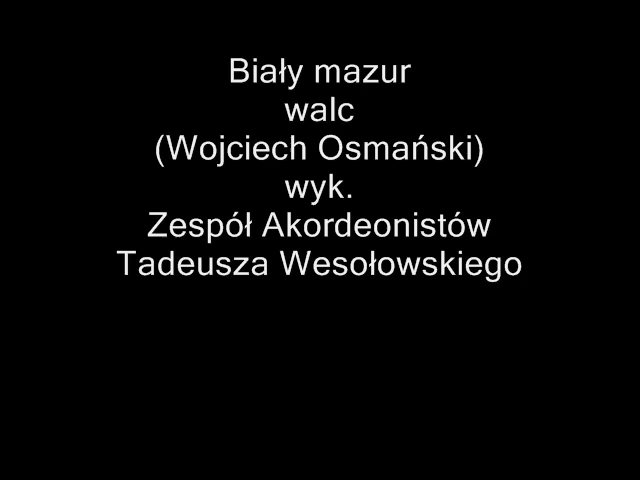 Biały mazur
walc
(Wojciech Osmański)
wyk.
Zespół Akordeonistów
Tadeusza Wesołowskiego